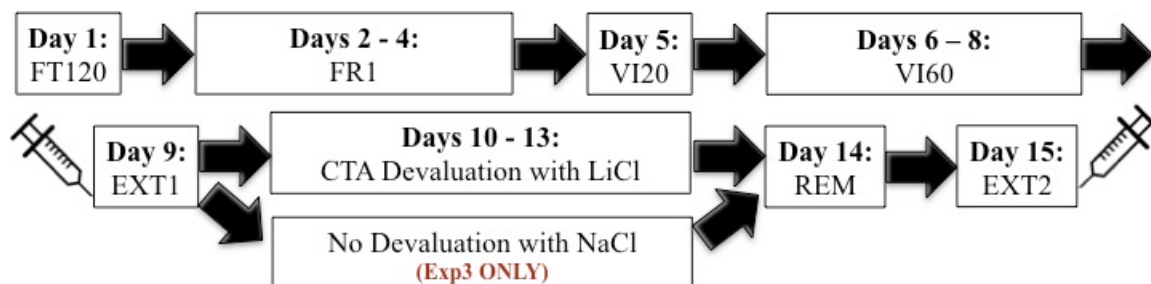 Day 1:
FT120
Days 2 - 4:
FR1
Day 5:
VI20
Days 6 – 8:
VI60
Day 9:
EXT1
Days 10 - 13:
CTA Devaluation with LiCl
No Devaluation with NaCl
(Exp3 ONLY)
Day 14:
REM
Day 15:
EXT2